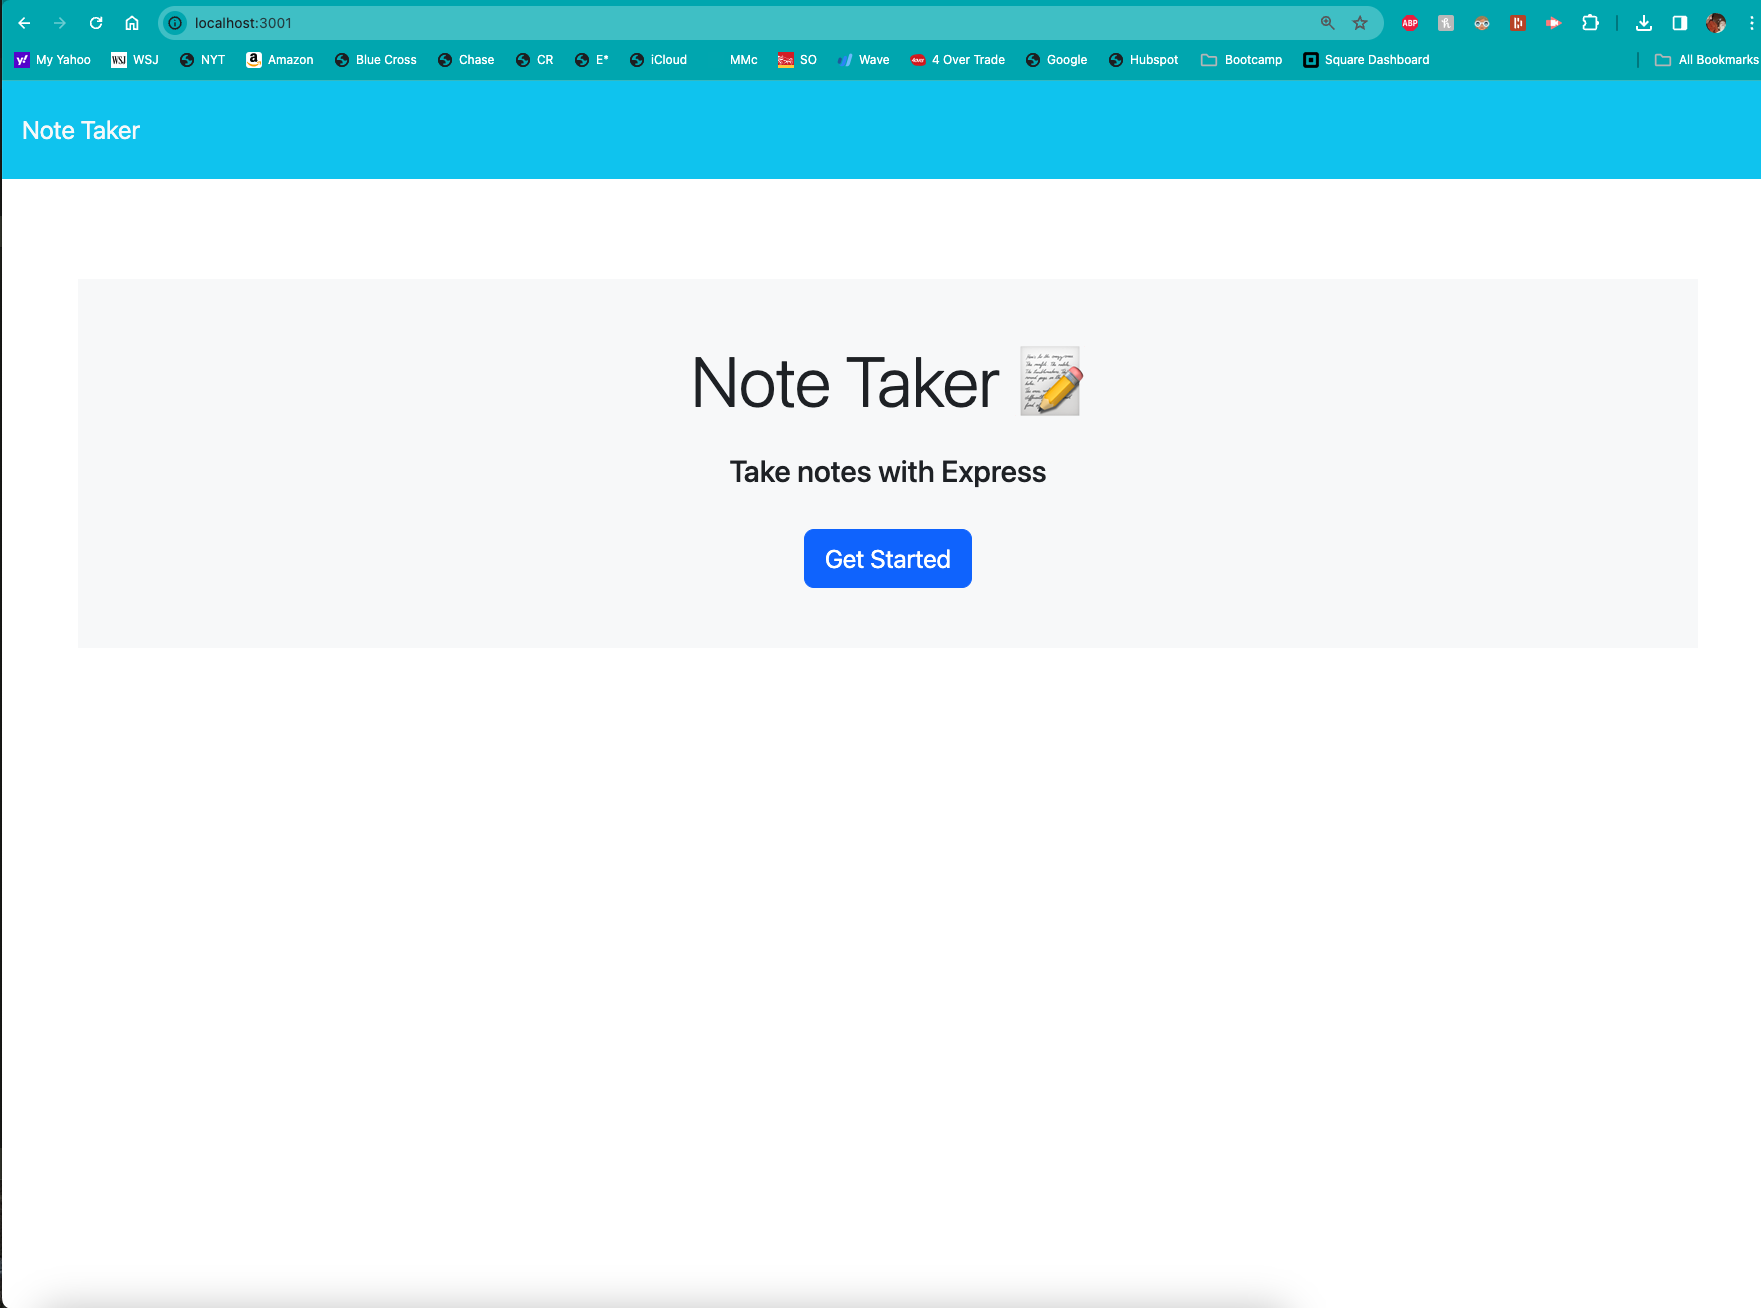 localhost:3001
ABP
My Yahoo WSJ NYT Amazon Blue Cross Chase CR E* iCloud MMc SO Wave 4 Over Trade Google Hubspot Bootcamp Square Dashboard All Bookmarks
Note Taker
Note Taker
Take notes with Express
Get Started